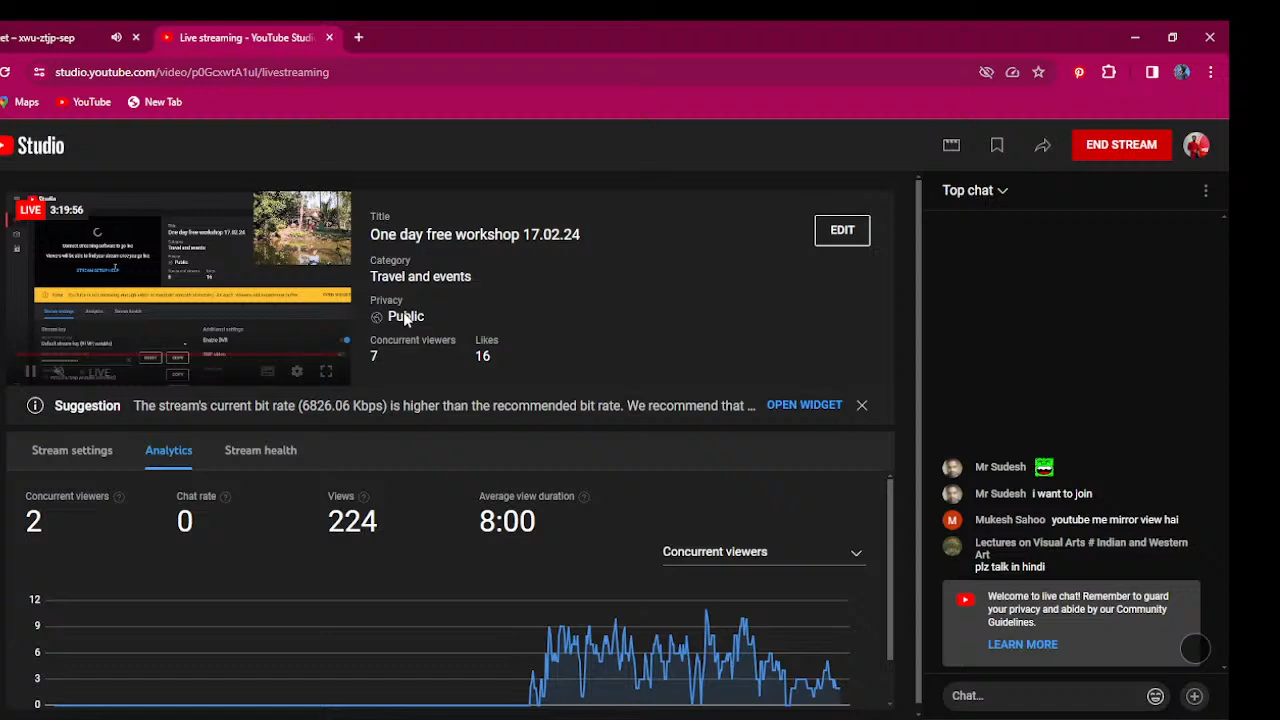 et – xwu-ztjp-sep
Live streaming - YouTube Studi
studio.youtube.com/video/p0GcxwtA1uI/livestreaming
Maps
YouTube
New Tab
Studio
END STREAM
LIVE 3:19:56
Title
One day free workshop 17.02.24
EDIT
Category
Travel and events
Privacy
Public
Concurrent viewers
7
Likes
16
LIVE
Suggestion The stream's current bit rate (6826.06 Kbps) is higher than the recommended bit rate. We recommend that ... OPEN WIDGET
Stream settings
Analytics
Stream health
Concurrent viewers
2
Chat rate
0
Views
224
Average view duration
8:00
Concurrent viewers
12
9
6
3
0
Top chat
Mr Sudesh
Mr Sudesh i want to join
Mukesh Sahoo youtube me mirror view hai
Lectures on Visual Arts # Indian and Western
Art
plz talk in hindi
Welcome to live chat! Remember to guard
your privacy and abide by our Community
Guidelines.
LEARN MORE
Chat...